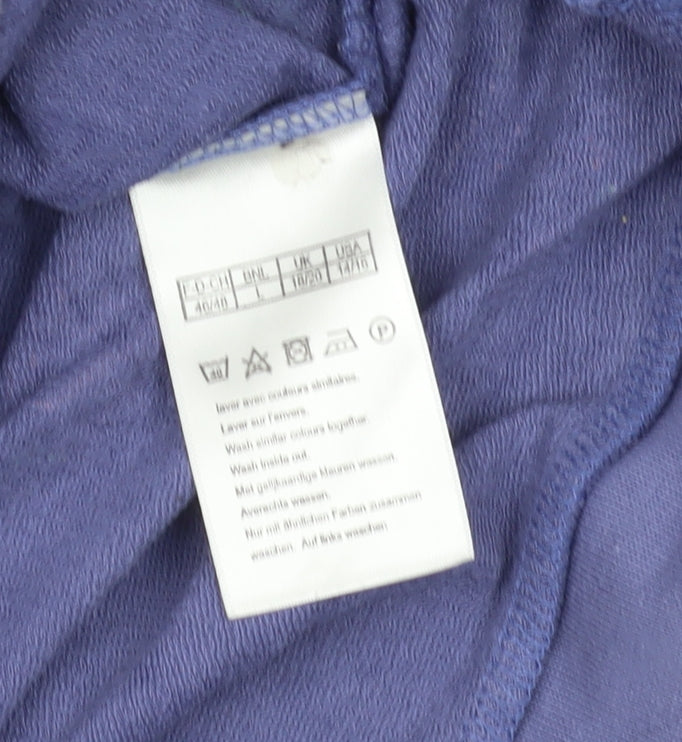 F-D-CH BNL UK USA
L 18/20 14/16
40
laver avec couleurs similaires.
Laver sur l'envers.
Wash similar colours together.
Wash inside out.
Met gelijkaardige kleuren wassen.
Averechts wassen.
Nur mit ähnlichen Farben zusammen
waschen. Auf links waschen
P